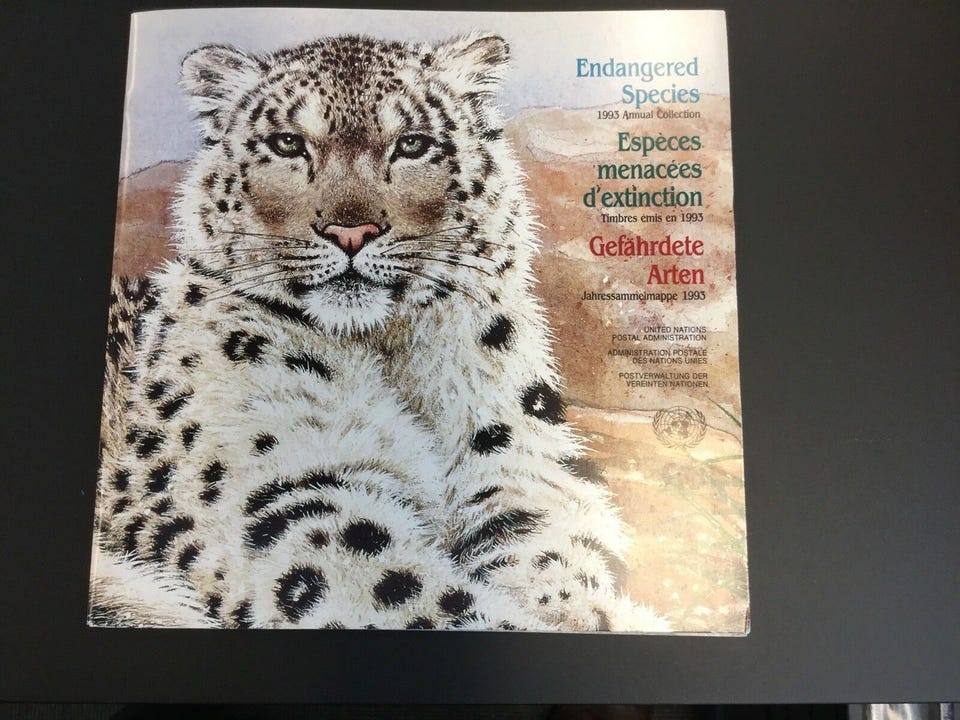 Endangered
Species
1993 Annual Collection
Espèces
menacées
d'extinction
Timbres émis en 1993
Gefährdete
Arten
Jahressammelmappe 1993
UNITED NATIONS
POSTAL ADMINISTRATION
ADMINISTRATION POSTALE
DES NATIONS UNIES
POSTVERWALTUNG DER
VEREINTEN NATIONEN